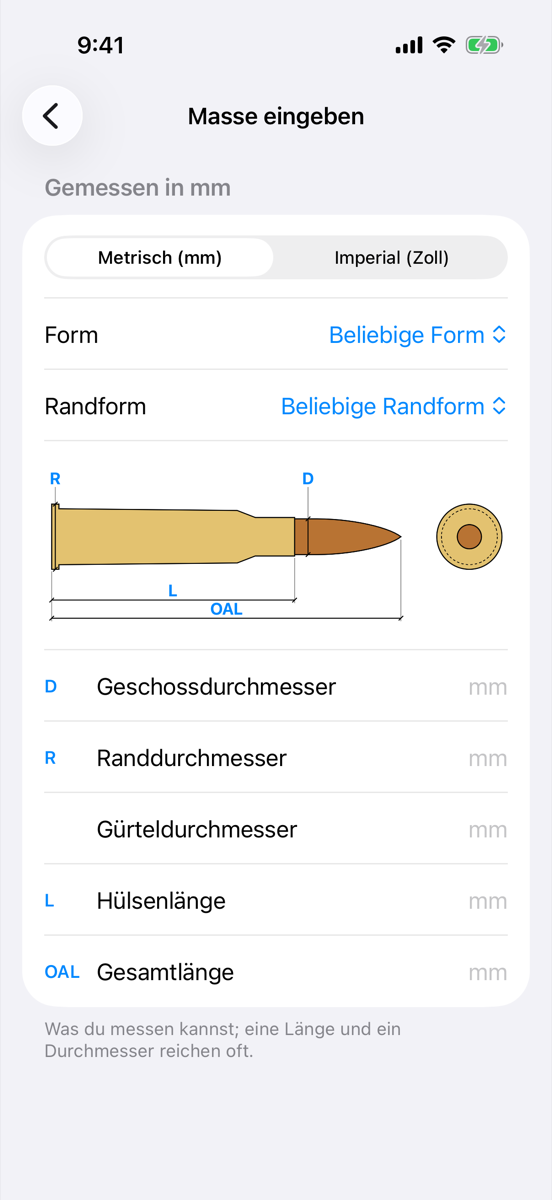 9:41
Masse eingeben
Gemessen in mm
Metrisch (mm) Imperial (Zoll)
Form Beliebige Form
Randform Beliebige Randform
R D
L
OAL
D Geschossdurchmesser mm
R Randdurchmesser mm
Gürteldurchmesser mm
L Hülsenlänge mm
OAL Gesamtlänge mm
Was du messen kannst; eine Länge und ein
Durchmesser reichen oft.